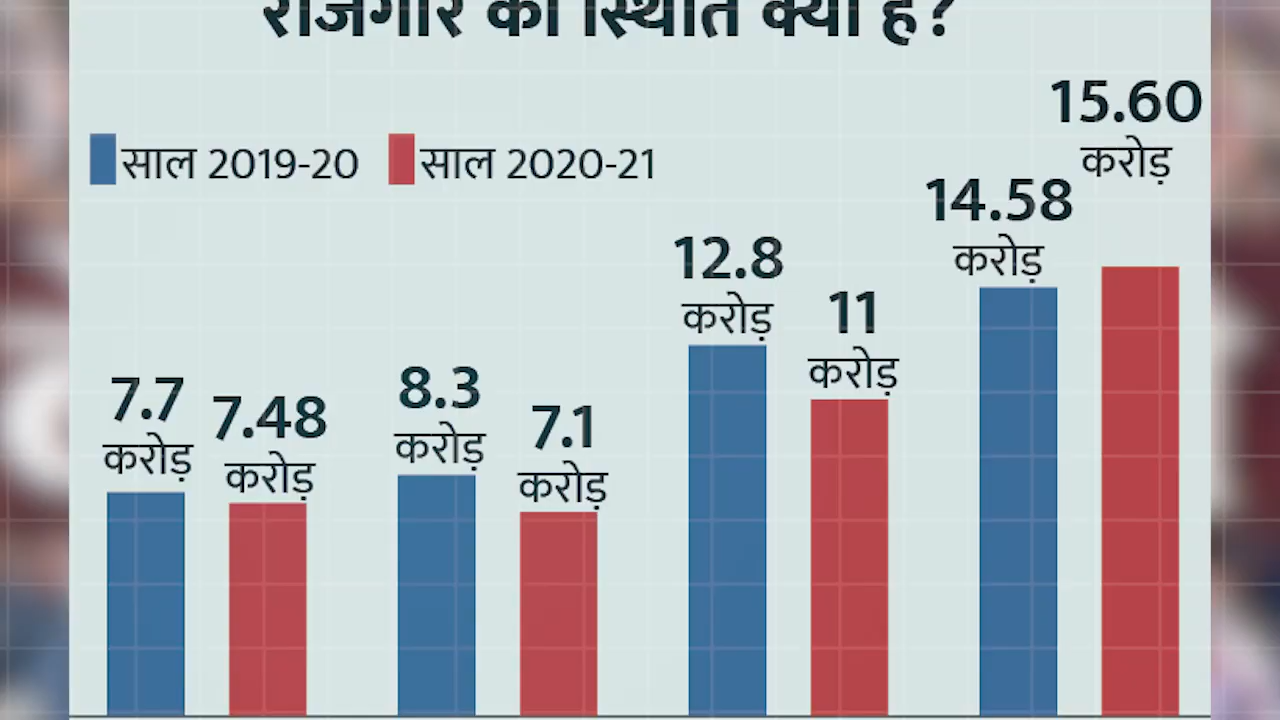 रोजगार की स्थिति क्या है?
साल 2019-20
साल 2020-21
7.7
करोड़
7.48
करोड़
8.3
करोड़
7.1
करोड़
12.8
करोड़
11
करोड़
14.58
करोड़
15.60
करोड़